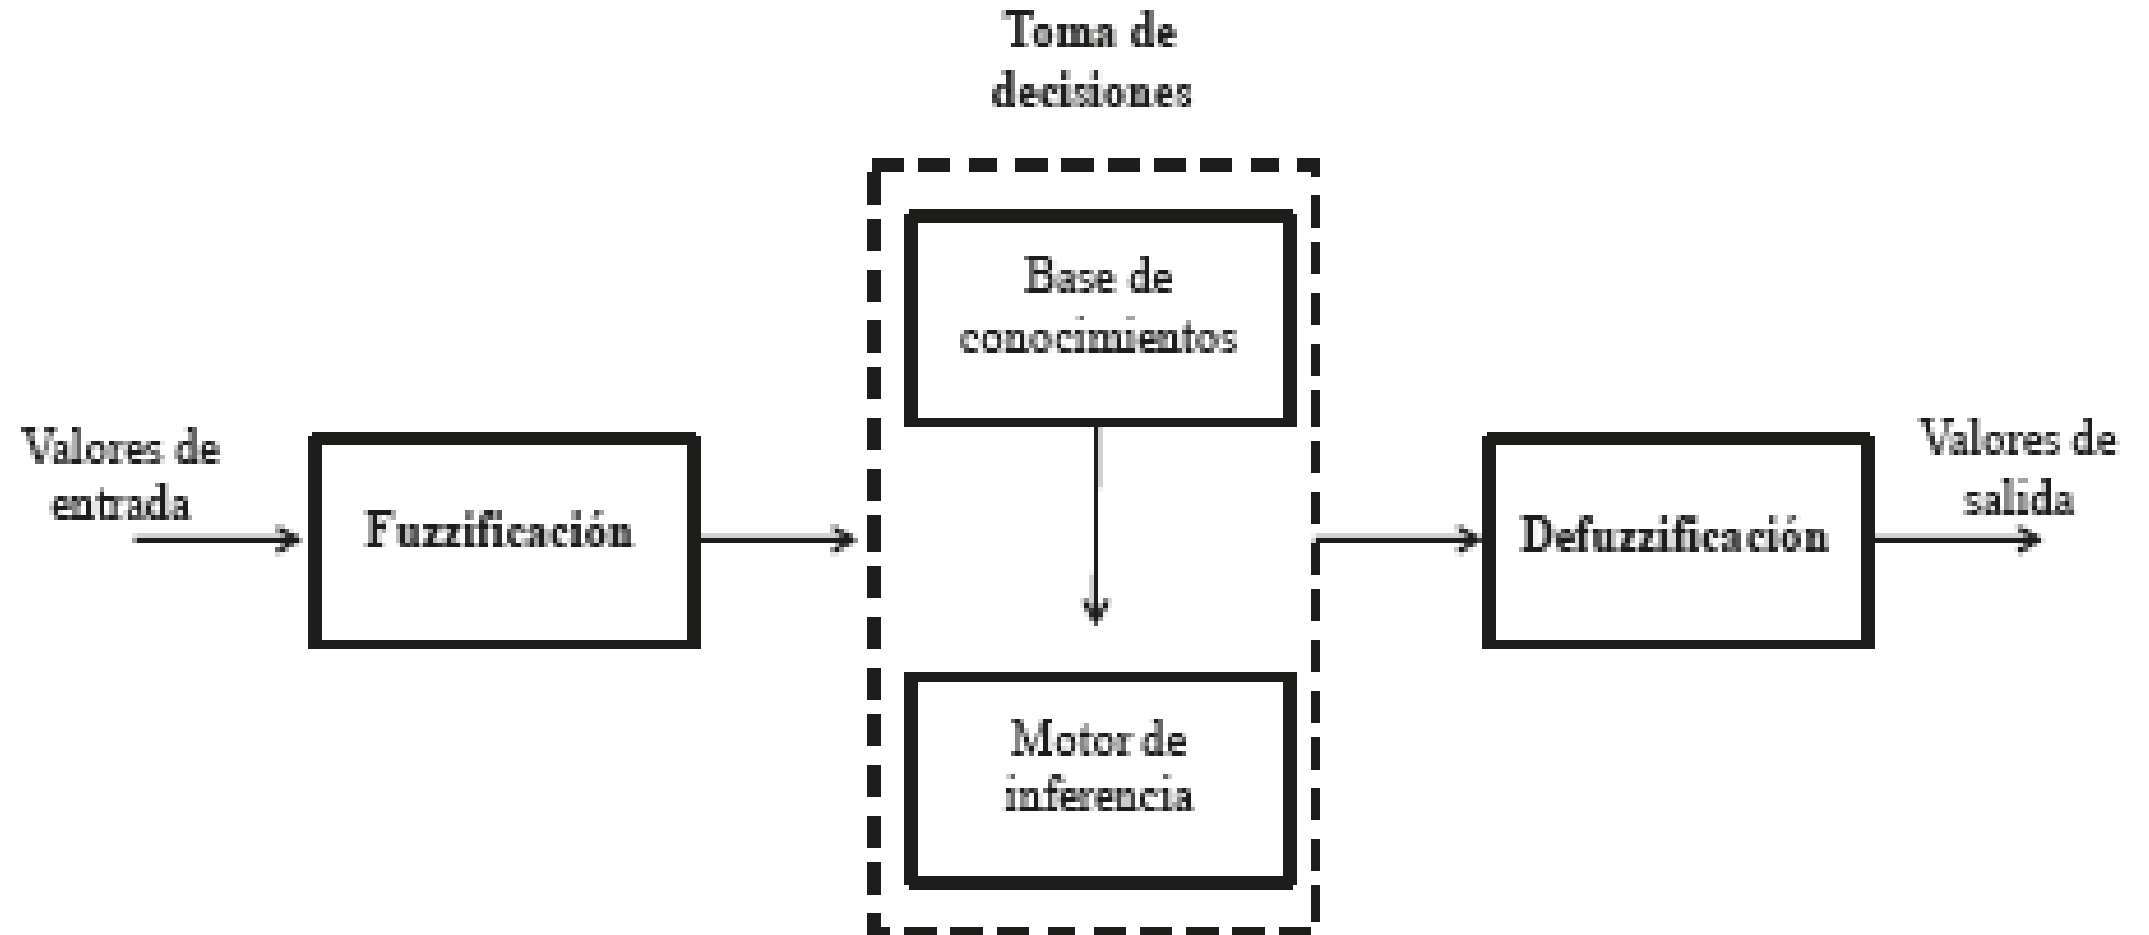 Toma de
decisiones
Base de
conocimientos
Valores de
entrada
Fuzzificación
Motor de
inferencia
Defuzzificación
Valores de
salida